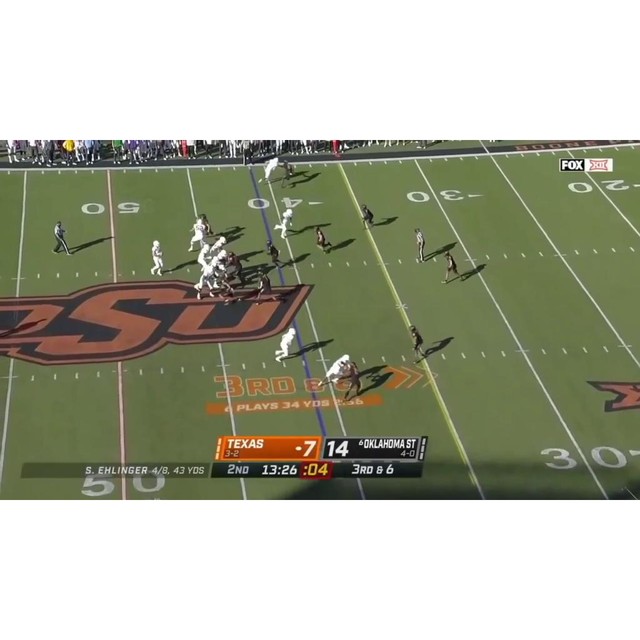 BOONE
FOX XII
50 -40 -30 20
OSU
3RD & 6
6 PLAYS 34 YDS
TEXAS 3-2 7 14 6 OKLAHOMA ST 4-0
S. EHLINGER 4/8, 43 YDS 2ND 13:26 :04 3RD & 6
50 30